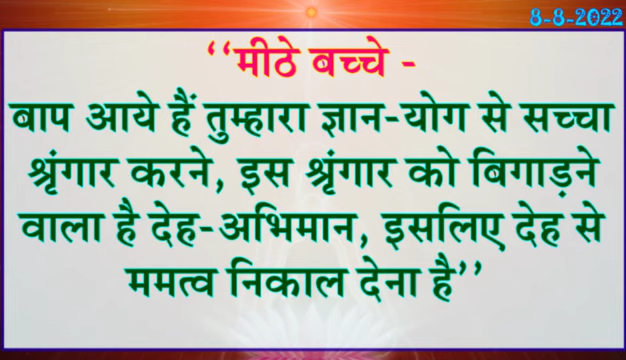 8-8-2022
‘‘मीठे बच्चे -
बाप आये हैं तुम्हारा ज्ञान-योग से सच्चा
श्रृंगार करने, इस श्रृंगार को बिगाड़ने
वाला है देह-अभिमान, इसलिए देह से
ममत्व निकाल देना है’’